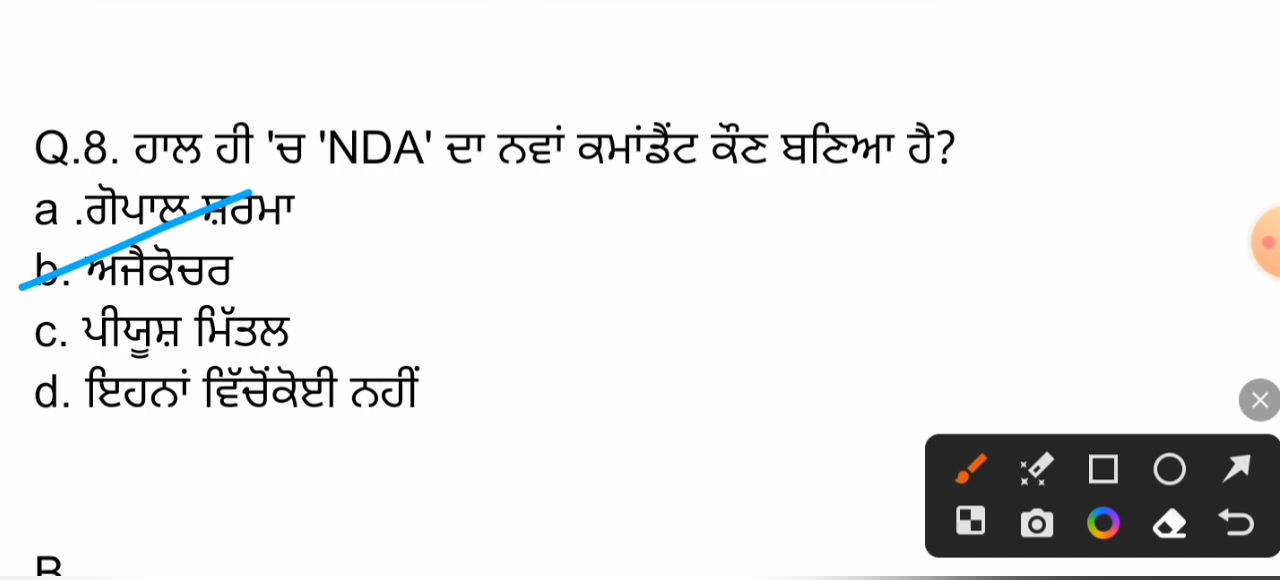 Q.8. ਹਾਲ ਹੀ 'ਚ 'NDA' ਦਾ ਨਵਾਂ ਕਮਾਂਡੈਂਟ ਕੌਣ ਬਣਿਆ ਹੈ?
a .ਗੋਪਾਲ ਸ਼ਰਮਾ
b. ਅਜੈਕੋਚਰ
c. ਪੀਯੂਸ਼ ਮਿੱਤਲ
d. ਇਹਨਾਂ ਵਿੱਚੋਂਕੋਈ ਨਹੀਂ